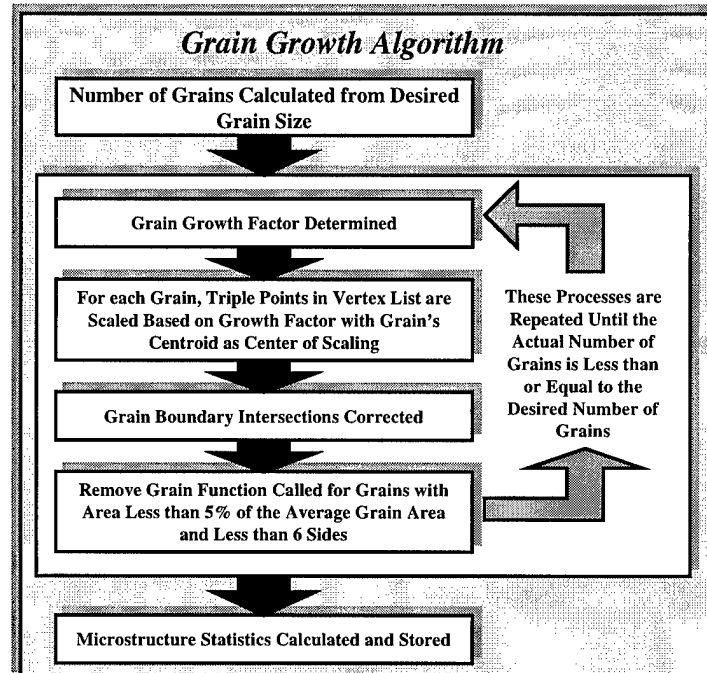 Grain Growth Algorithm
Number of Grains Calculated from Desired
Grain Size
Grain Growth Factor Determined
For each Grain, Triple Points in Vertex List are
Scaled Based on Growth Factor with Grain's
Centroid as Center of Scaling
Grain Boundary Intersections Corrected
Remove Grain Function Called for Grains with
Area Less than 5% of the Average Grain Area
and Less than 6 Sides
These Processes are
Repeated Until the
Actual Number of
Grains is Less than
or Equal to the
Desired Number of
Grains
Microstructure Statistics Calculated and Stored